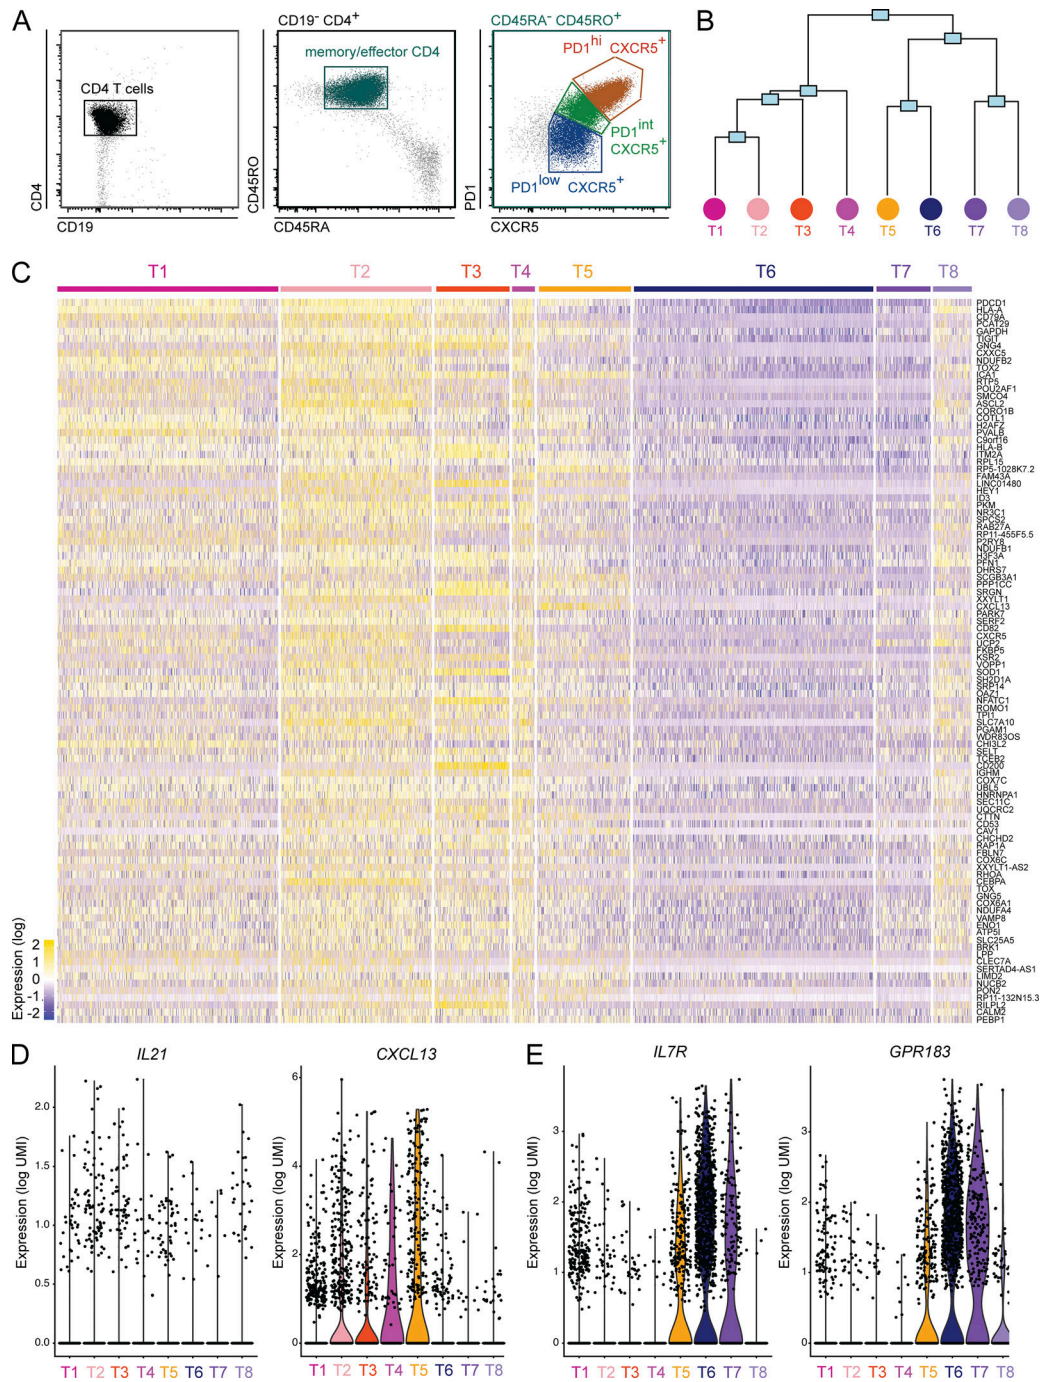 A
CD19- CD4+
CD4 T cells
CD4
CD19
memory/effector CD4
CD45RO
CD45RA
CD45RA- CD45RO+
PD1hi CXCR5+
PD1int CXCR5+
PD1low CXCR5+
PD1
CXCR5
B
T1 T2 T3 T4 T5 T6 T7 T8
C
T1 T2 T3 T4 T5 T6 T7 T8
PDCD1
HLA-A
CD79A
PCAT29
GAPDH
TIGIT
GNG4
CXXC5
NDUFB2
TOX2
ICA1
RTP5
POU2AF1
SMCO4
ASCL2
CORO1B
COTL1
H2AFZ
PVALB
C9orf16
HLA-B
ITM2A
RPL15
RP5-1028K7.2
FAM43A
LINC01480
HEY1
ID3
PKM
NR3C1
SPCS2
RAB27A
RP11-455F5.5
P2RY8
NDUFB1
H3F3A
PFN1
DHRS7
SCGB3A1
PPP1CC
SRGN
XXYLT1
CXCL13
PARK7
SERF2
CD82
CXCR5
UCP2
FKBP5
KSR2
VOPP1
SOD1
SH2D1A
SRP14
OAZ1
NFATC1
ROMO1
TPI1
SLC7A10
PGAM1
WDR83OS
CHI3L2
SELT
TCEB2
CD200
IGHM
COX7C
UBL5
HNRNPA1
SEC11C
UQCRC2
CTTN
CD53
CAV1
CHCHD2
RAP1A
FBLN7
COX6C
XXYLT1-AS2
RHOA
CEBPA
TOX
GNG5
COX6A1
NDUFA4
VAMP8
ENO1
ATP5I
SLC25A5
BRK1
LPP
CLEC7A
SERTAD4-AS1
LIMD2
NUCB2
PON2
RP11-132N15.3
RILPL2
CALM2
PEBP1
Expression (log)
2
1
0
-1
-2
D
IL21
Expression (log UMI)
2.0
1.5
1.0
0.5
0.0
T1 T2 T3 T4 T5 T6 T7 T8
CXCL13
Expression (log UMI)
6
4
2
0
T1 T2 T3 T4 T5 T6 T7 T8
E
IL7R
Expression (log UMI)
3
2
1
0
T1 T2 T3 T4 T5 T6 T7 T8
GPR183
Expression (log UMI)
3
2
1
0
T1 T2 T3 T4 T5 T6 T7 T8